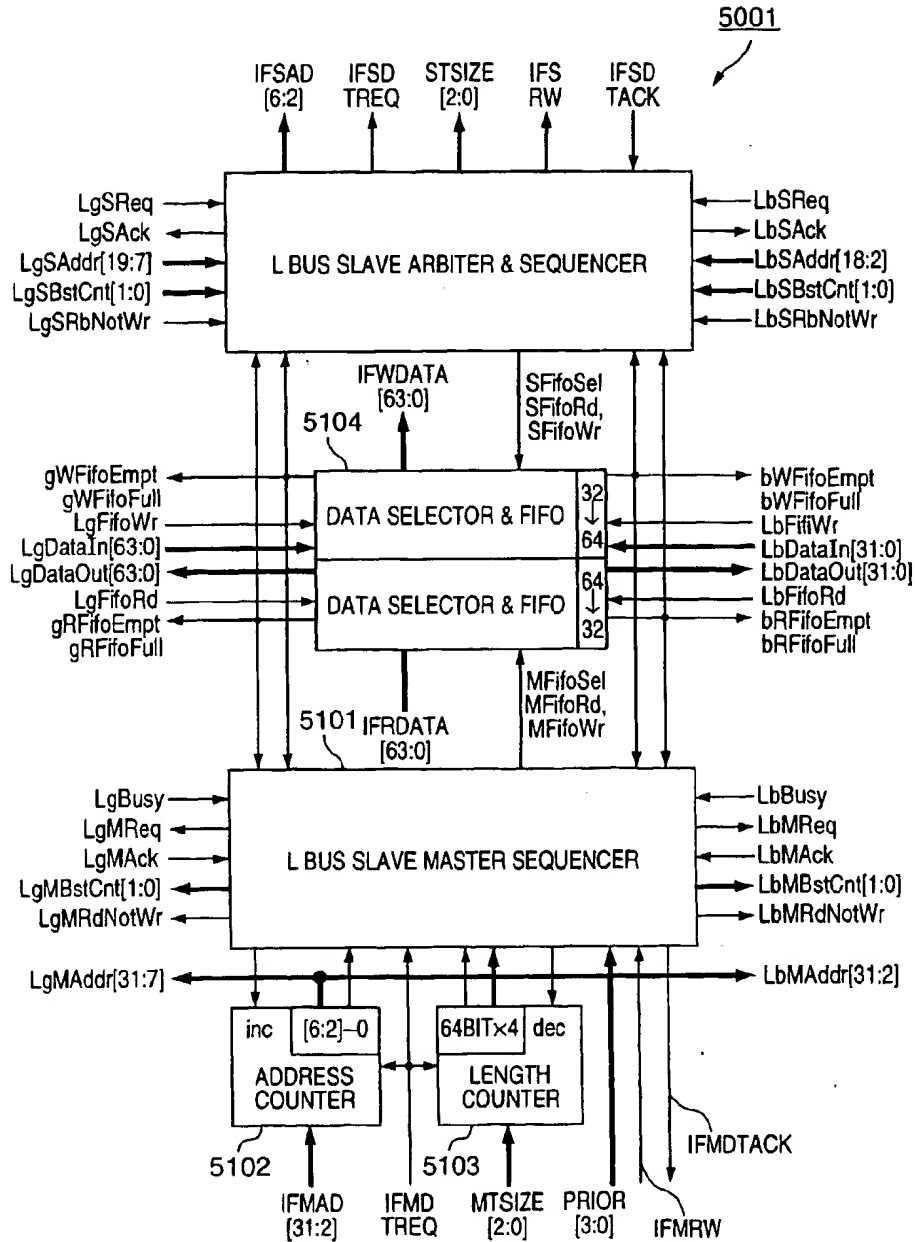 5001
IFSAD
[6:2]
IFSD
TREQ
STSIZE
[2:0]
IFS
RW
IFSD
TACK
LgSReq
LgSAck
LgSAddr[19:7]
LgSBstCnt[1:0]
LgSRbNotWr
L BUS SLAVE ARBITER & SEQUENCER
LbSReq
LbSAck
LbSAddr[18:2]
LbSBstCnt[1:0]
LbSRbNotWr
IFWDATA
[63:0]
SFifoSel
SFifoRd,
SFifoWr
5104
gWFifoEmpt
gWFifoFull
LgFifoWr
LgDataIn[63:0]
LgDataOut[63:0]
LgFifoRd
gRFifoEmpt
gRFifoFull
DATA SELECTOR & FIFO
32
64
DATA SELECTOR & FIFO
64
32
bWFifoEmpt
bWFifoFull
LbFifiWr
LbDataIn[31:0]
LbDataOut[31:0]
LbFifoRd
bRFifoEmpt
bRFifoFull
5101
IFRDATA
[63:0]
MFifoSel
MFifoRd,
MFifoWr
LgBusy
LgMReq
LgMAck
LgMBstCnt[1:0]
LgMRdNotWr
L BUS SLAVE MASTER SEQUENCER
LbBusy
LbMReq
LbMAck
LbMBstCnt[1:0]
LbMRdNotWr
LgMAddr[31:7]
LbMAddr[31:2]
inc
[6:2]-0
ADDRESS
COUNTER
64BIT×4
dec
LENGTH
COUNTER
5102
5103
IFMDTACK
IFMAD
[31:2]
IFMD
TREQ
MTSIZE
[2:0]
PRIOR
[3:0]
IFMRW